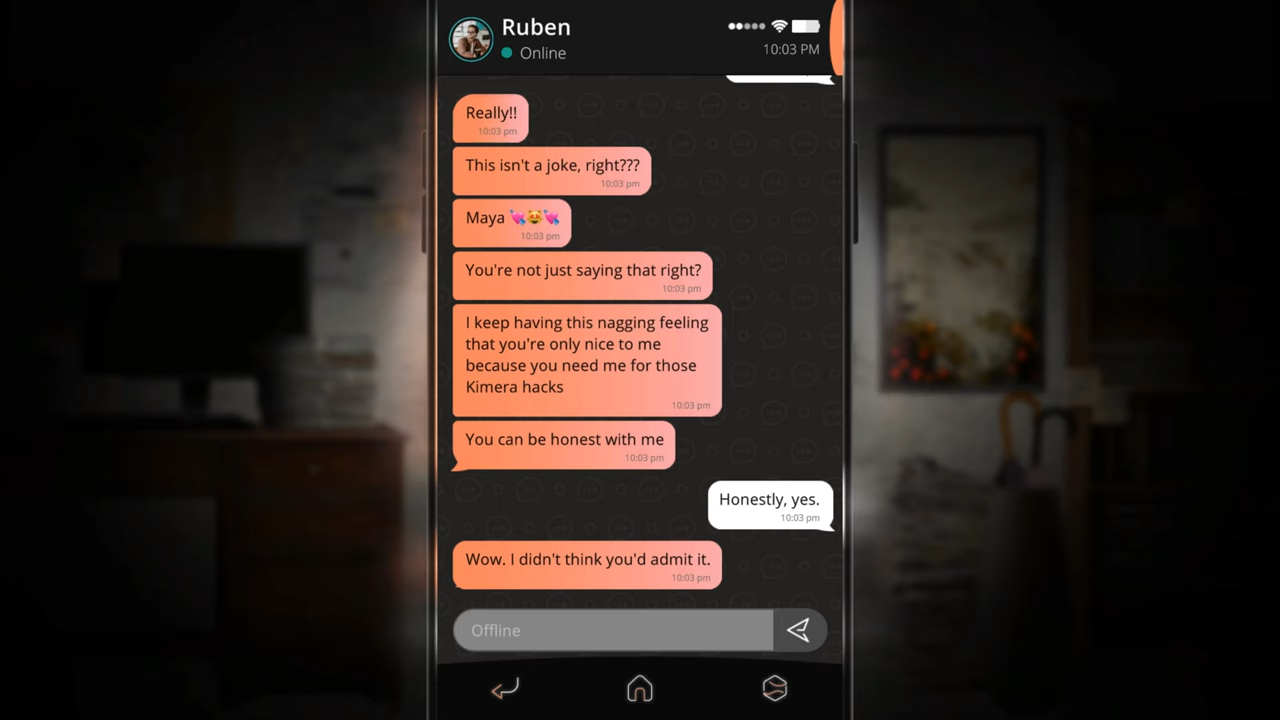 Ruben
Online
10:03 PM
Really!!
10:03 pm
This isn't a joke, right???
10:03 pm
Maya 💘😻💘
10:03 pm
You're not just saying that right?
10:03 pm
I keep having this nagging feeling
that you're only nice to me
because you need me for those
Kimera hacks
10:03 pm
You can be honest with me
10:03 pm
Honestly, yes.
10:03 pm
Wow. I didn't think you'd admit it.
10:03 pm
Offline